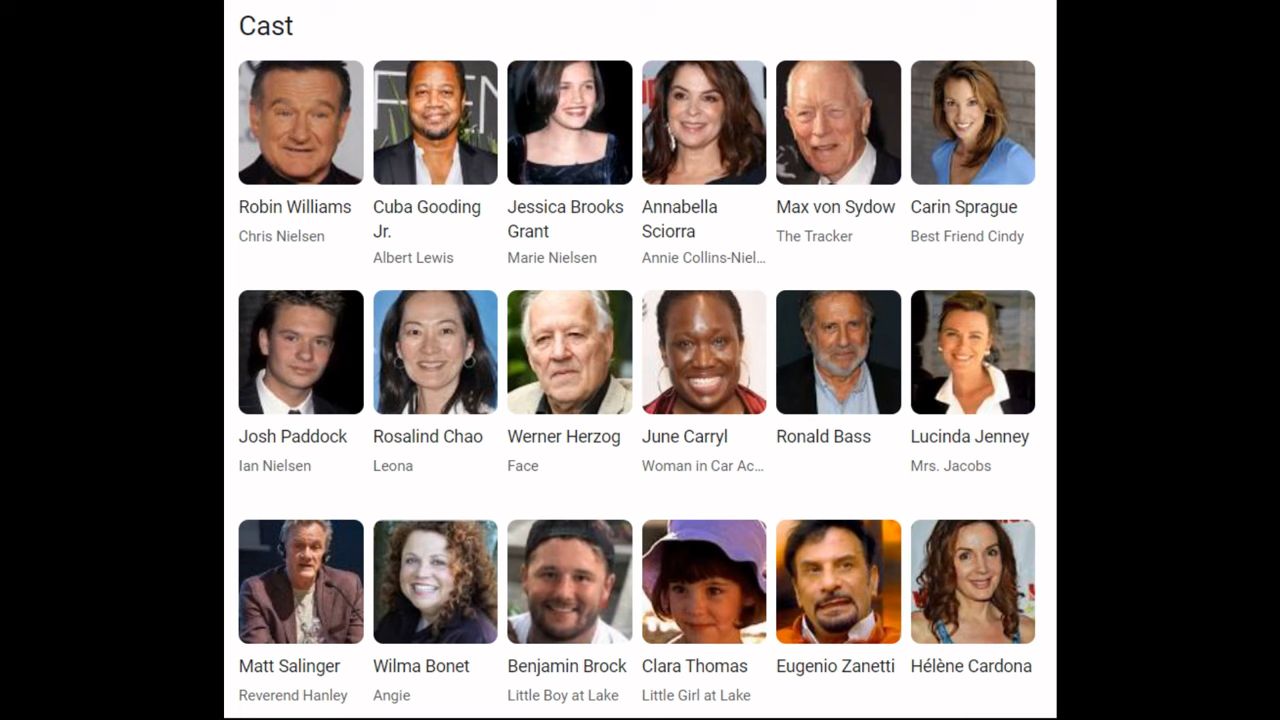 Cast
Robin Williams
Chris Nielsen
Cuba Gooding
Jr.
Albert Lewis
Jessica Brooks
Grant
Marie Nielsen
Annabella
Sciorra
Annie Collins-Niel...
Max von Sydow
The Tracker
Carin Sprague
Best Friend Cindy
Josh Paddock
Ian Nielsen
Rosalind Chao
Leona
Werner Herzog
Face
June Carryl
Woman in Car Ac...
Ronald Bass
Lucinda Jenney
Mrs. Jacobs
Matt Salinger
Reverend Hanley
Wilma Bonet
Angie
Benjamin Brock
Little Boy at Lake
Clara Thomas
Little Girl at Lake
Eugenio Zanetti
Hélène Cardona